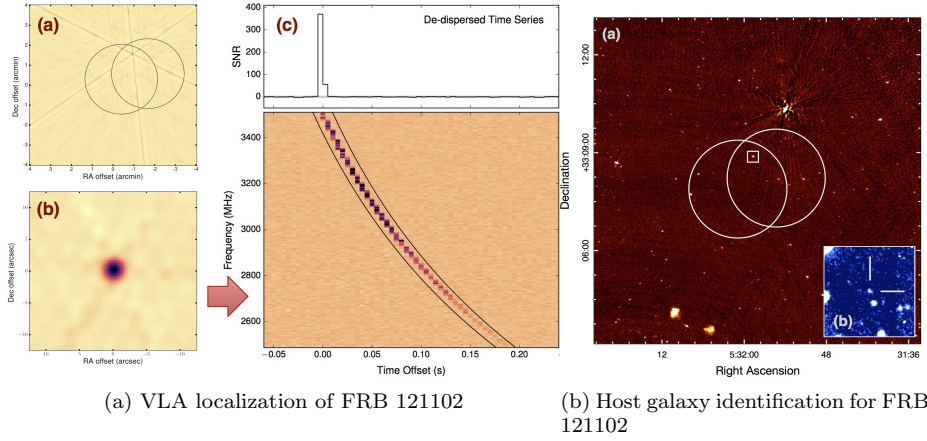 (a)
Dec offset (arcmin)
4
3
2
1
0
−1
−2
−3
−4
4 3 2 1 0 −1 −2 −3 −4
RA offset (arcmin)
(b)
Dec offset (arcsec)
10
5
0
−5
−10
10 5 0 −5 −10
RA offset (arcsec)
(c)
De-dispersed Time Series
SNR
400
300
200
100
0
Frequency (MHz)
3400
3200
3000
2800
2600
−0.05 0.00 0.05 0.10 0.15 0.20
Time Offset (s)
(a) VLA localization of FRB 121102
(a)
Declination
12:00
4:33:09:00
06:00
(b)
12 5:32:00 48 31:36
Right Ascension
(b) Host galaxy identification for FRB
121102